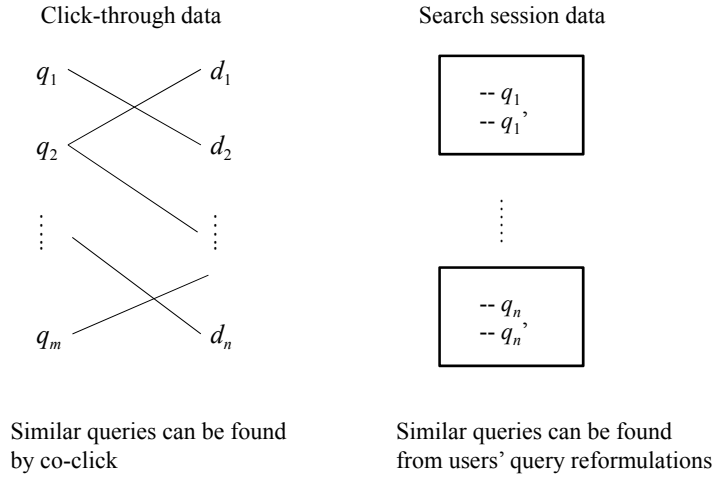 Click-through data
q1
d1
q2
d2
qm
dn
Similar queries can be found
by co-click
Search session data
-- q1
-- q1’
-- qn
-- qn’
Similar queries can be found
from users’ query reformulations